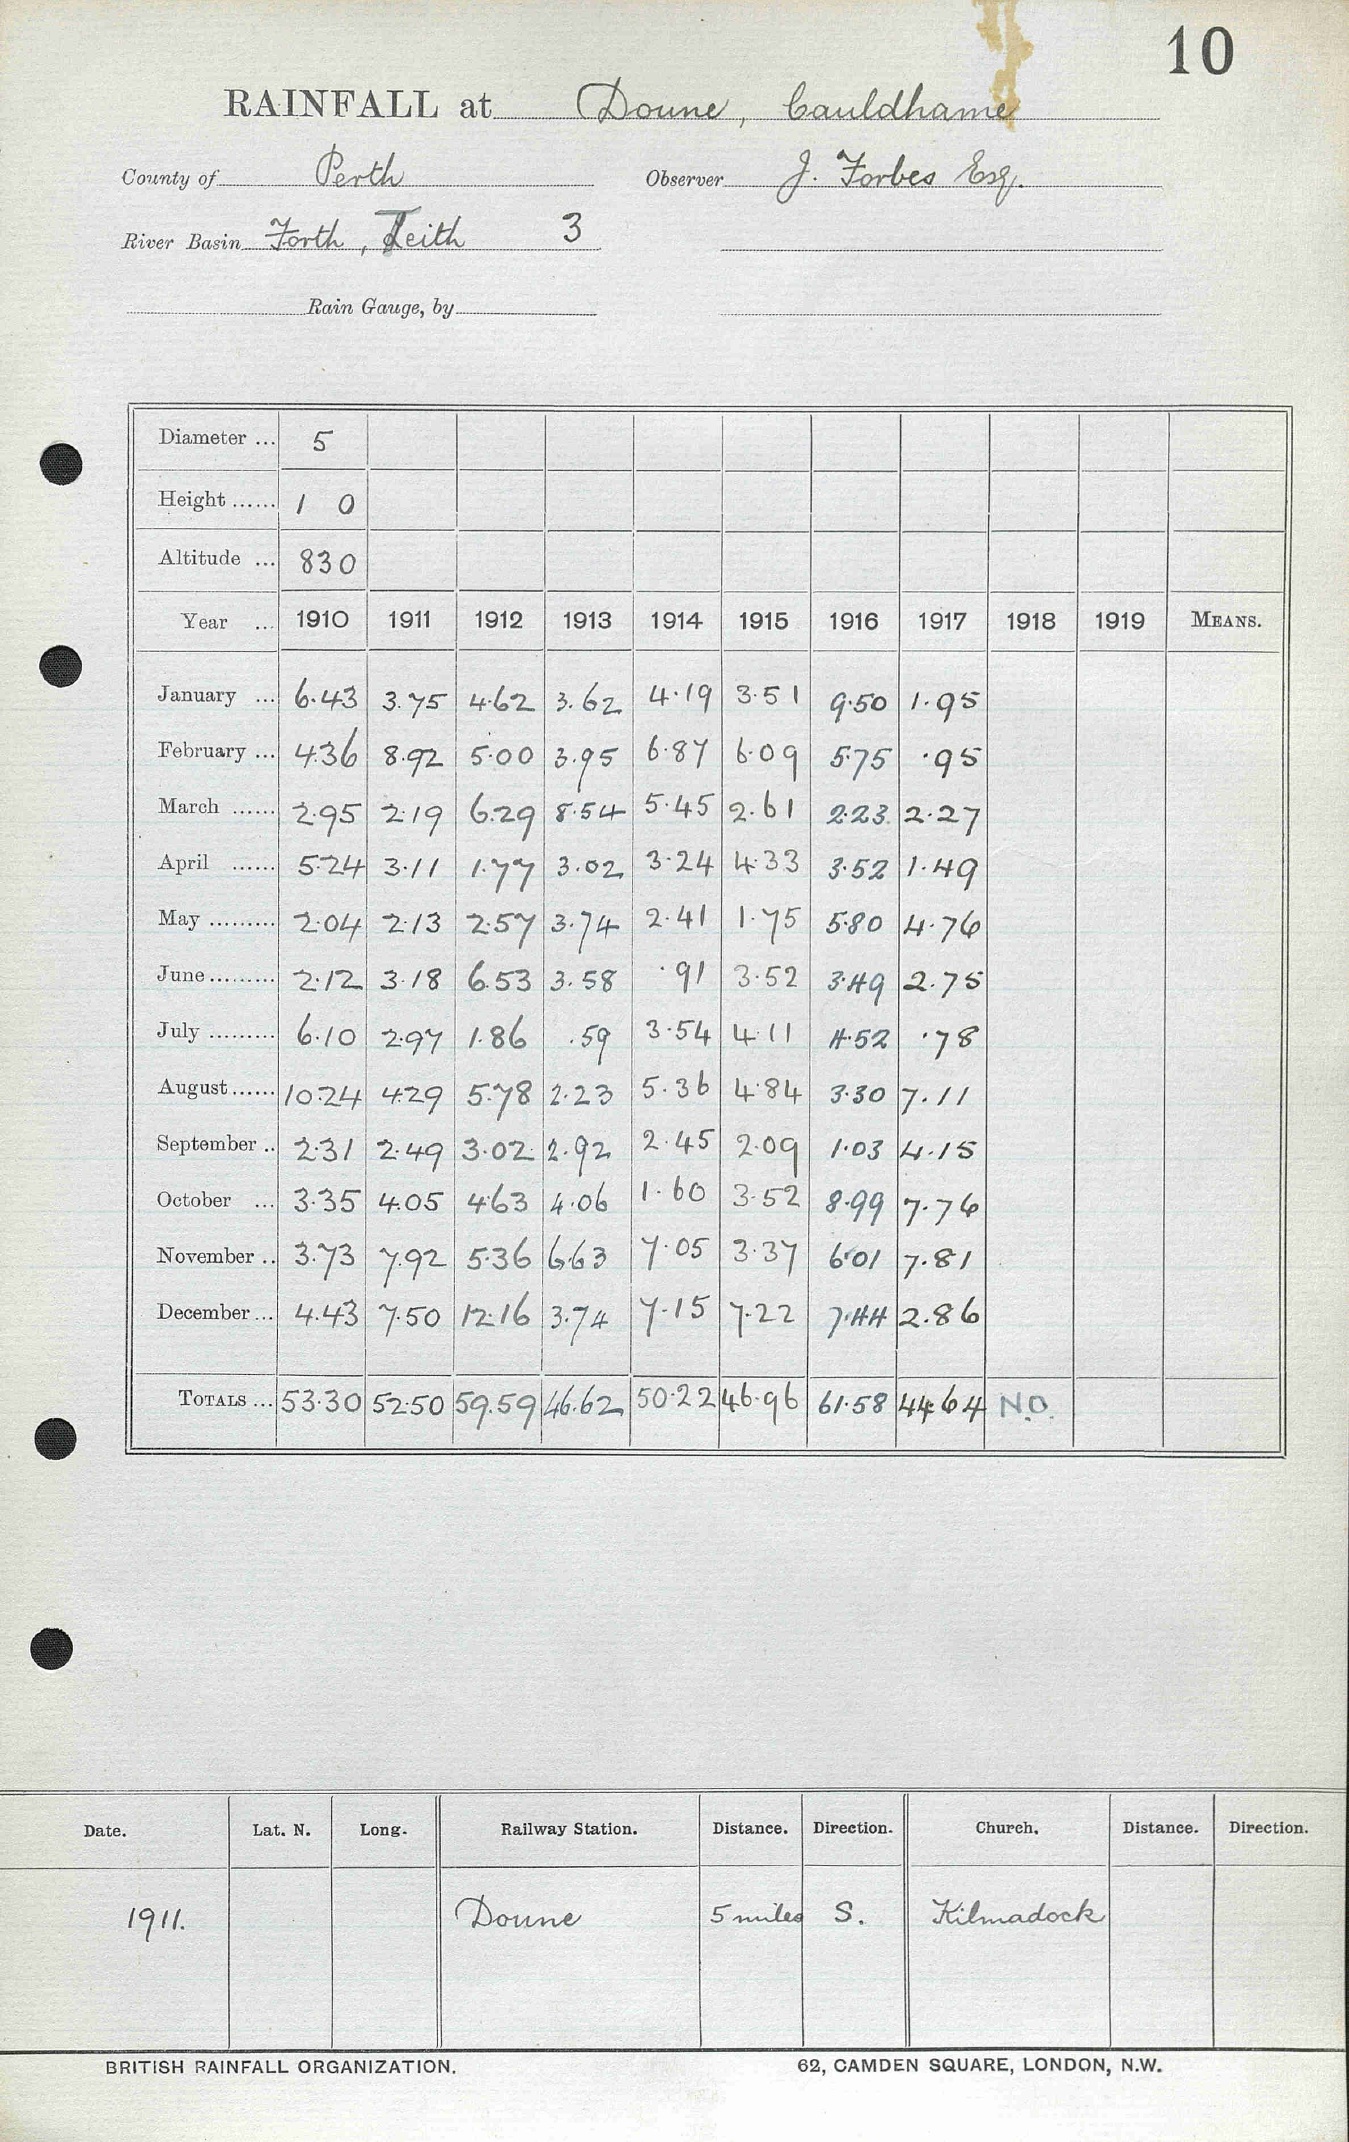 10
RAINFALL at Doune, Cauldhame
County of Perth Observer J. Forbes Esq.
River Basin Forth, Teith 3
Rain Gauge, by
Diameter ... 5
Height ...... 1 0
Altitude ... 830
Year ... 1910 1911 1912 1913 1914 1915 1916 1917 1918 1919 MEANS.
January ... 6.43 3.75 4.62 3.62 4.19 3.51 9.50 1.95
February ... 4.36 8.92 5.00 3.95 6.87 6.09 5.75 .95
March ...... 2.95 2.19 6.29 8.54 5.45 2.61 2.23 2.27
April ...... 5.24 3.11 1.77 3.02 3.24 4.33 3.52 1.49
May ......... 2.04 2.13 2.57 3.74 2.41 1.75 5.80 4.76
June ......... 2.12 3.18 6.53 3.58 .91 3.52 3.49 2.75
July ......... 6.10 2.97 1.86 .59 3.54 4.11 4.52 .78
August ...... 10.24 4.29 5.78 2.23 5.36 4.84 3.30 7.11
September .. 2.31 2.49 3.02 2.92 2.45 2.09 1.03 4.15
October ... 3.35 4.05 4.63 4.06 1.60 3.52 8.99 7.76
November .. 3.73 7.92 5.36 6.63 7.05 3.37 6.01 7.81
December ... 4.43 7.50 12.16 3.74 7.15 7.22 7.44 2.86
TOTALS ... 53.30 52.50 59.59 46.62 50.22 46.96 61.58 44.64 N.O.
Date. Lat. N. Long. Railway Station. Distance. Direction. Church. Distance. Direction.
1911. Doune 5 miles S. Kilmadock
BRITISH RAINFALL ORGANIZATION. 62, CAMDEN SQUARE, LONDON, N.W.